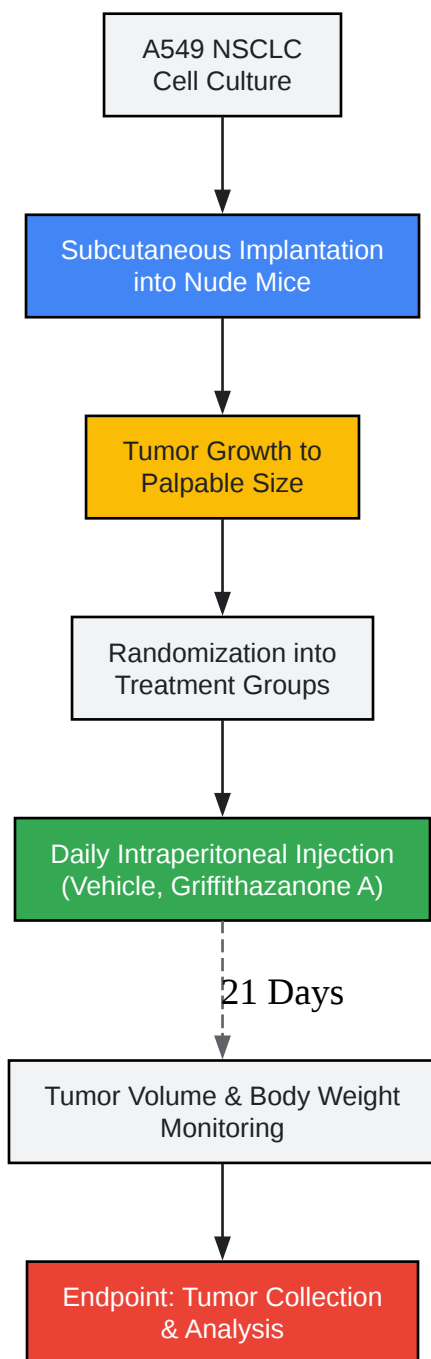 A549 NSCLC
Cell Culture
Subcutaneous Implantation
into Nude Mice
Tumor Growth to
Palpable Size
Randomization into
Treatment Groups
Daily Intraperitoneal Injection
(Vehicle, Griffithazanone A)
21 Days
Tumor Volume & Body Weight
Monitoring
Endpoint: Tumor Collection
& Analysis